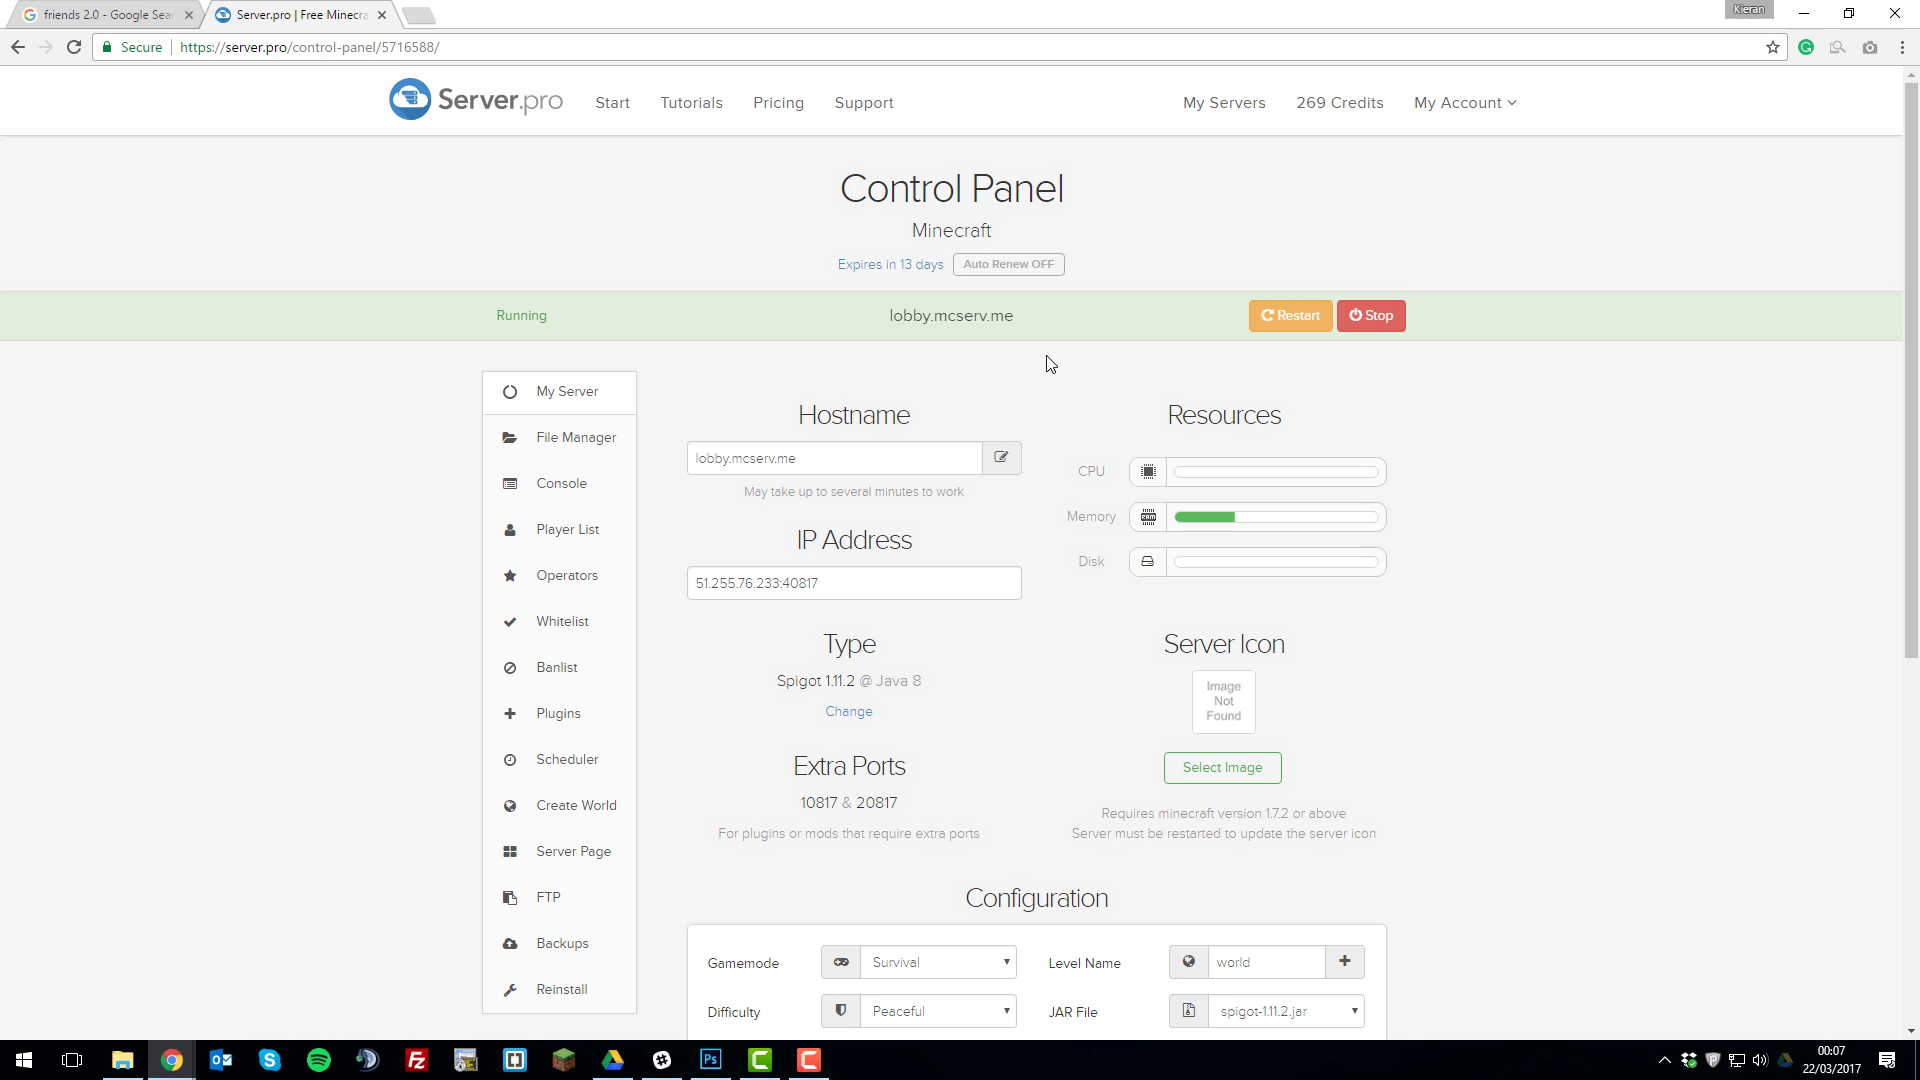 friends 2.0 - Google Sear
Server.pro | Free Minecra
Kieran
Secure
https://server.pro/control-panel/5716588/
Server.pro
Start
Tutorials
Pricing
Support
My Servers
269 Credits
My Account
Control Panel
Minecraft
Expires in 13 days
Auto Renew OFF
Running
lobby.mcserv.me
Restart
Stop
My Server
File Manager
Console
Player List
Operators
Whitelist
Banlist
Plugins
Scheduler
Create World
Server Page
FTP
Backups
Reinstall
Hostname
lobby.mcserv.me
May take up to several minutes to work
IP Address
51.255.76.233:40817
Type
Spigot 1.11.2 @ Java 8
Change
Extra Ports
10817 & 20817
For plugins or mods that require extra ports
Resources
CPU
Memory
RAM
Disk
Server Icon
Image
Not
Found
Select Image
Requires minecraft version 1.7.2 or above
Server must be restarted to update the server icon
Configuration
Gamemode
Survival
Level Name
world
Difficulty
Peaceful
JAR File
spigot-1.11.2.jar
Ps
00:07
22/03/2017